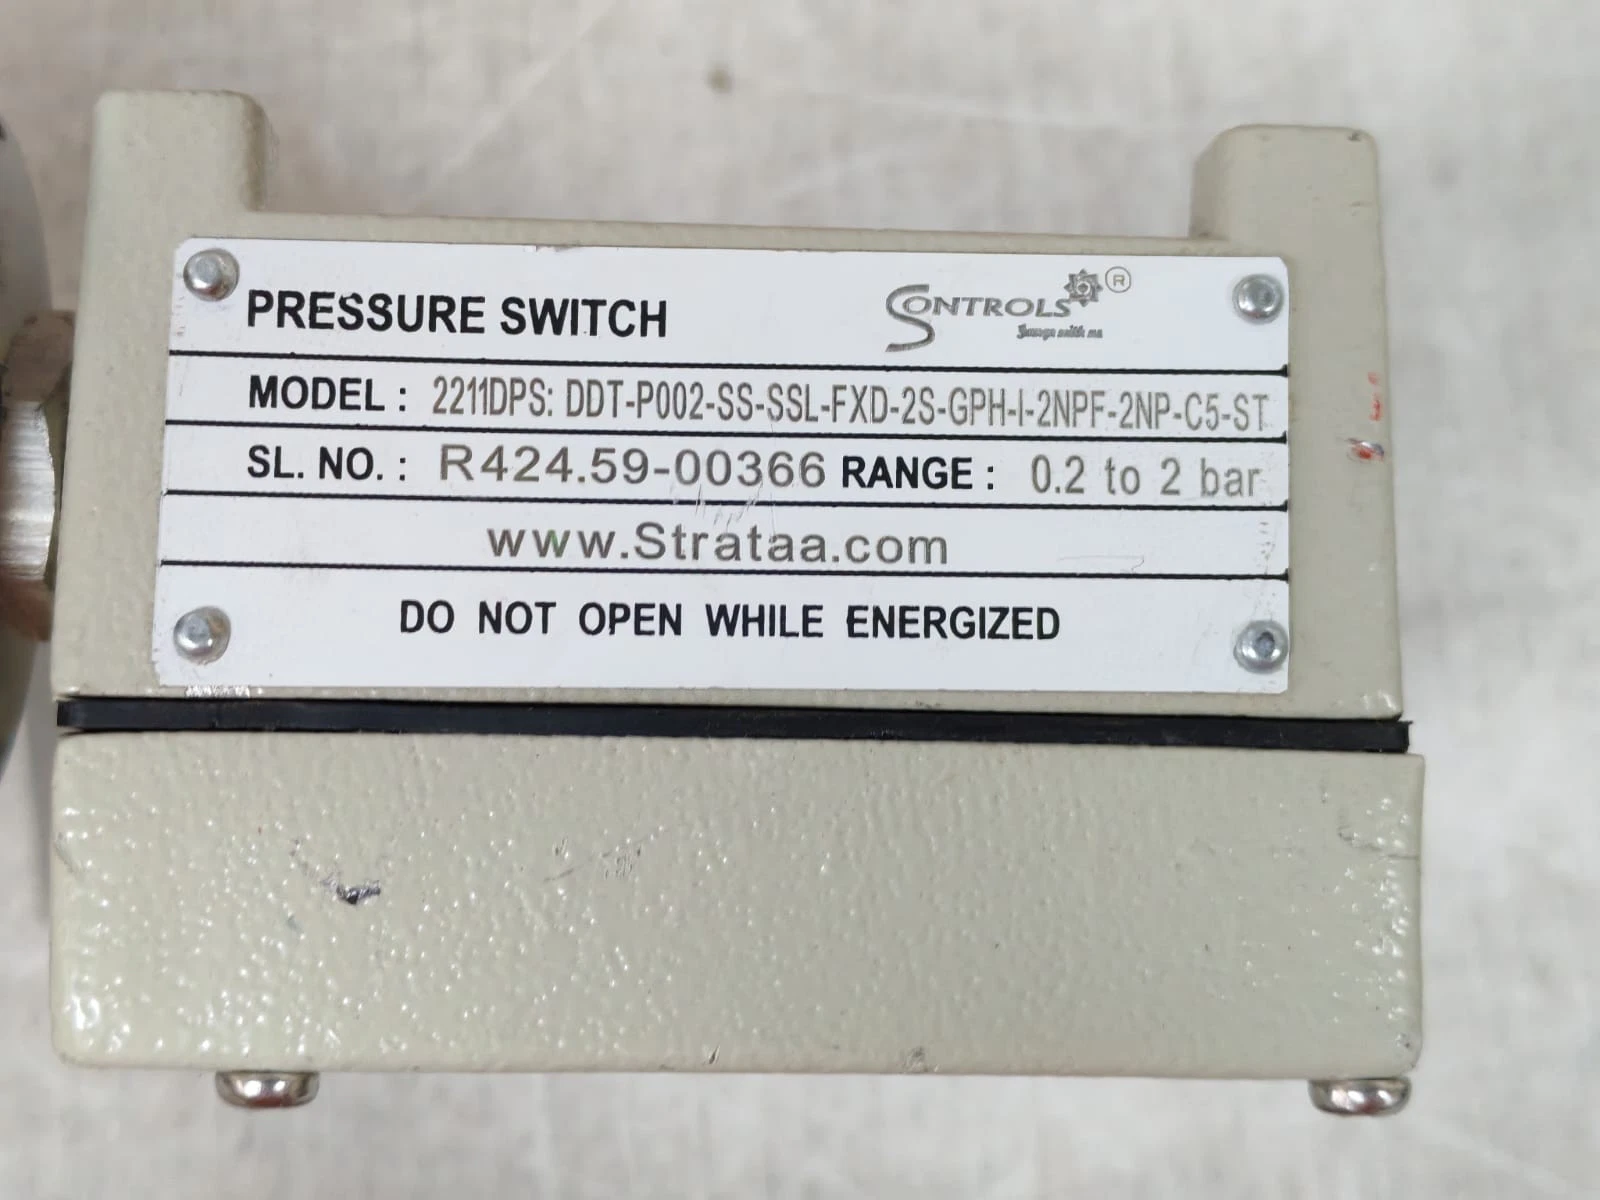 PRESSURE SWITCH
SONTROLS ®
MODEL : 2211DPS: DDT-P002-SS-SSL-FXD-2S-GPH-I-2NPF-2NP-C5-ST
SL. NO. : R424.59-00366 RANGE : 0.2 to 2 bar
www.Strataa.com
DO NOT OPEN WHILE ENERGIZED